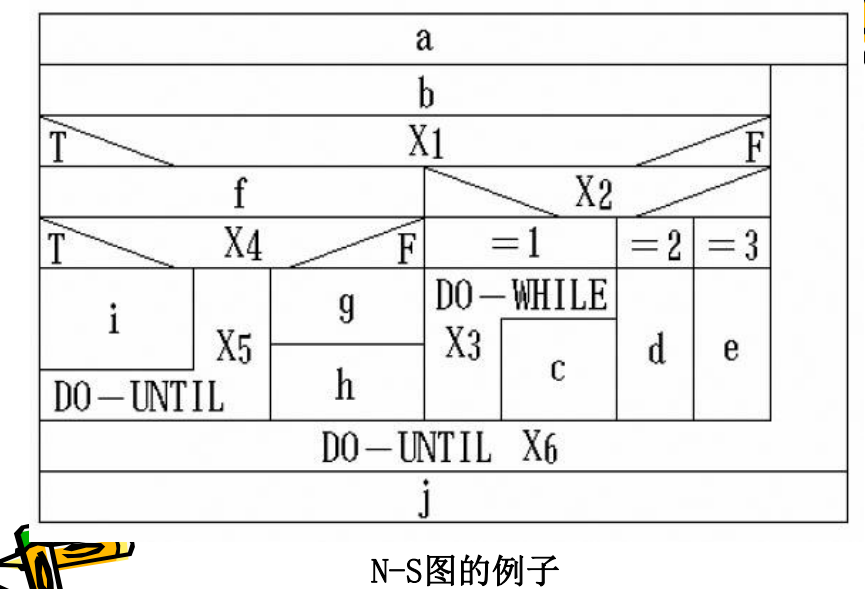 a
b
T X1 F
f X2
T X4 F =1 =2 =3
i X5 g DO-WHILE X3 c d e
DO-UNTIL h
DO-UNTIL X6
j
N-S图的例子